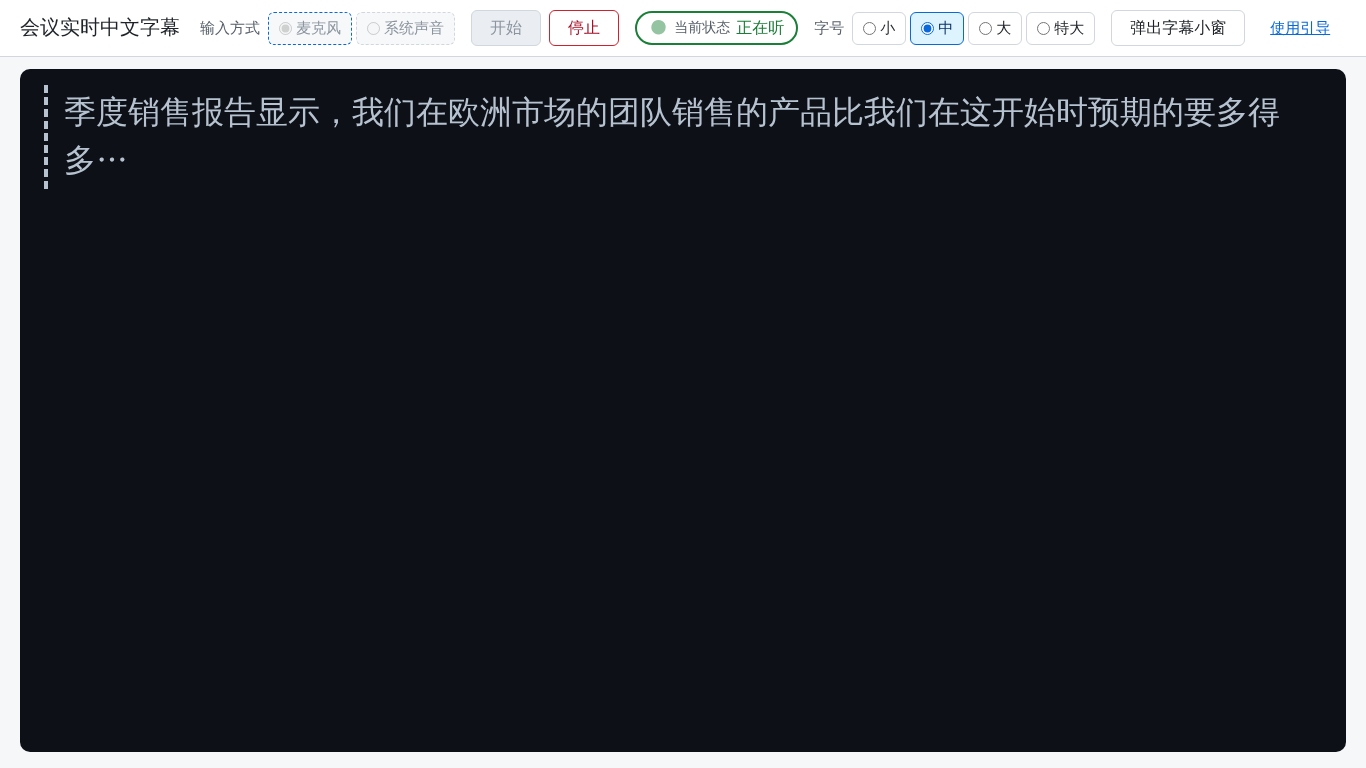 会议实时中文字幕 输入方式 麦克风 系统声音 开始 停止 当前状态 正在听 字号 小 中 大 特大 弹出字幕小窗 使用引导
季度销售报告显示，我们在欧洲市场的团队销售的产品比我们在这开始时预期的要多得
多…